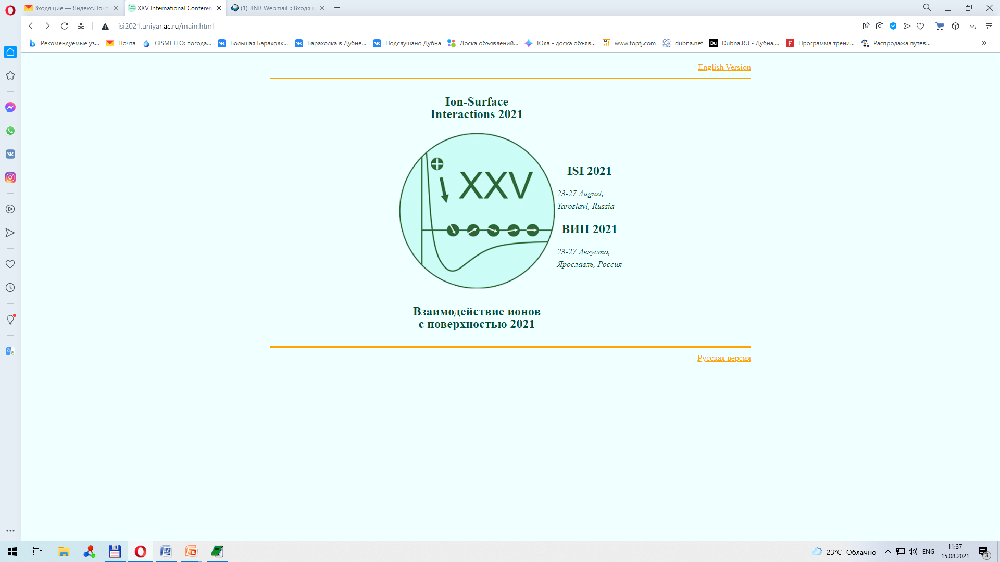 Входящие — Яндекс.Почт
XXV International Conferen
(1) JINR Webmail :: Входящ
isi2021.uniyar.ac.ru/main.html
Рекомендуемые уз...
Почта
GISMETEO: погода...
Большая Барахолк...
Барахолка в Дубне...
Подслушано Дубна
Доска объявлений...
Юла - доска объяв...
www.toptj.com
dubna.net
Dubna.RU • Дубна....
Программа трени...
Распродажа путев...
English Version
Ion-Surface
Interactions 2021
XXV
ISI 2021
23-27 August,
Yaroslavl, Russia
ВИП 2021
23-27 Августа,
Ярославль, Россия
Взаимодействие ионов
с поверхностью 2021
Русская версия
23°C Облачно
ENG
11:37
15.08.2021
3